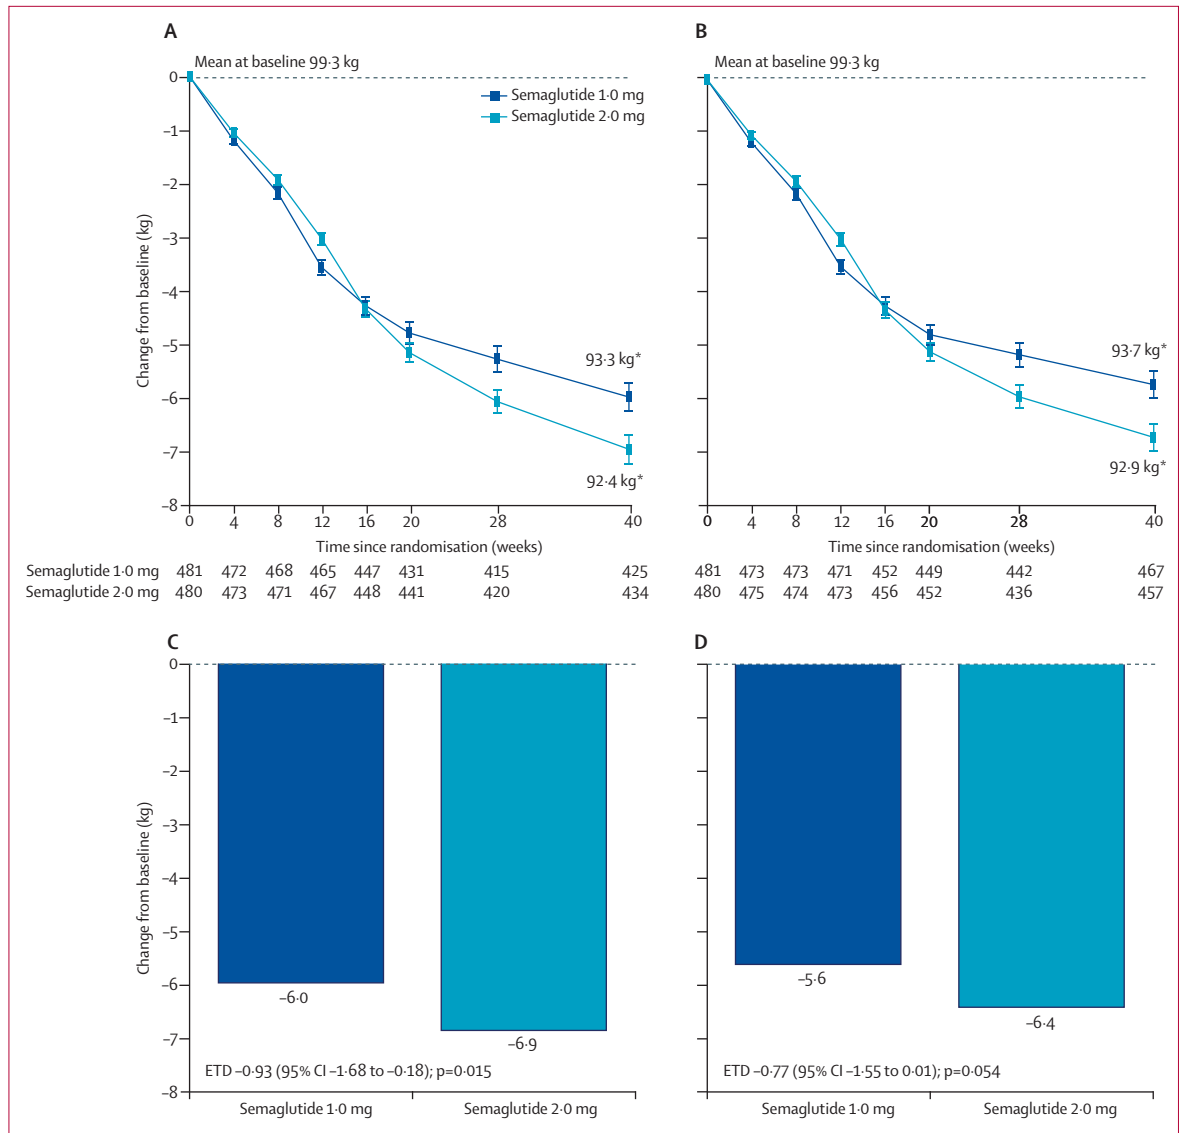 A
Mean at baseline 99·3 kg
Semaglutide 1·0 mg
Semaglutide 2·0 mg
Change from baseline (kg)
0
–1
–2
–3
–4
–5
–6
–7
–8
93·3 kg*
92·4 kg*
0 4 8 12 16 20 28 40
Time since randomisation (weeks)
B
Mean at baseline 99·3 kg
93·7 kg*
92·9 kg*
0 4 8 12 16 20 28 40
Time since randomisation (weeks)
Semaglutide 1·0 mg 481 472 468 465 447 431 415 425 481 473 473 471 452 449 442 467
Semaglutide 2·0 mg 480 473 471 467 448 441 420 434 480 475 474 473 456 452 436 457
C
Change from baseline (kg)
0
–1
–2
–3
–4
–5
–6
–7
–8
–6·0
–6·9
ETD –0·93 (95% CI –1·68 to –0·18); p=0·015
Semaglutide 1·0 mg Semaglutide 2·0 mg
D
–5·6
–6·4
ETD –0·77 (95% CI –1·55 to 0·01); p=0·054
Semaglutide 1·0 mg Semaglutide 2·0 mg